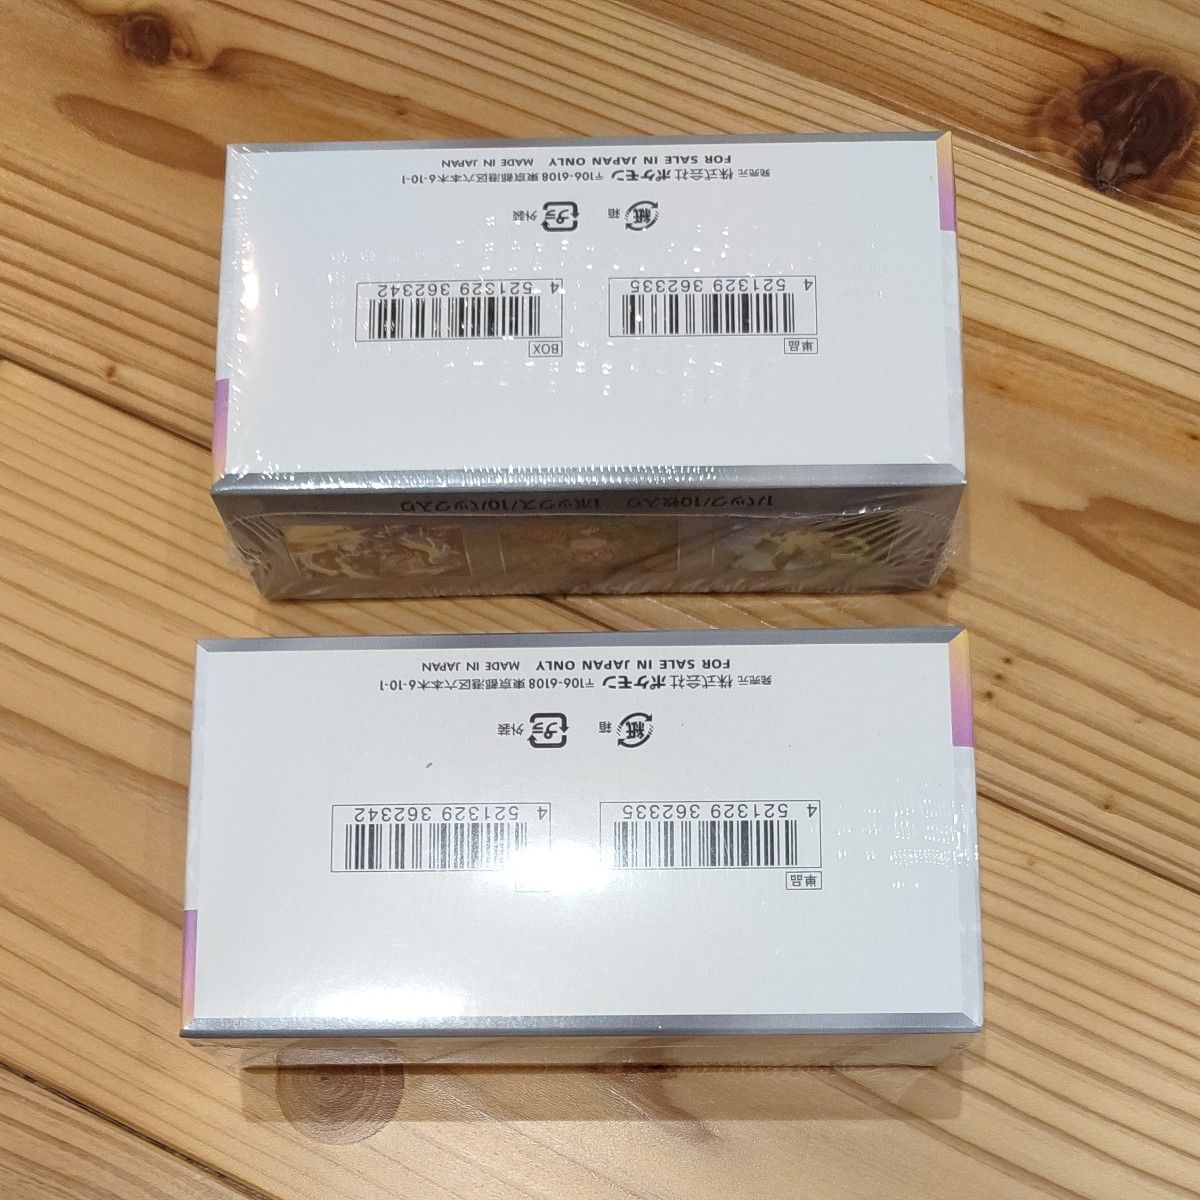 FOR SALE IN JAPAN ONLY MADE IN JAPAN
発売元 株式会社ポケモン 〒106-6108 東京都港区六本木6-10-1
紙 箱 プラ 外装
4 521329 362335
4 521329 362342
単品
BOX
1パック/10枚入り 1ボックス/10パック入り
FOR SALE IN JAPAN ONLY MADE IN JAPAN
発売元 株式会社ポケモン 〒106-6108 東京都港区六本木6-10-1
紙 箱 プラ 外装
4 521329 362335
4 521329 362342
単品